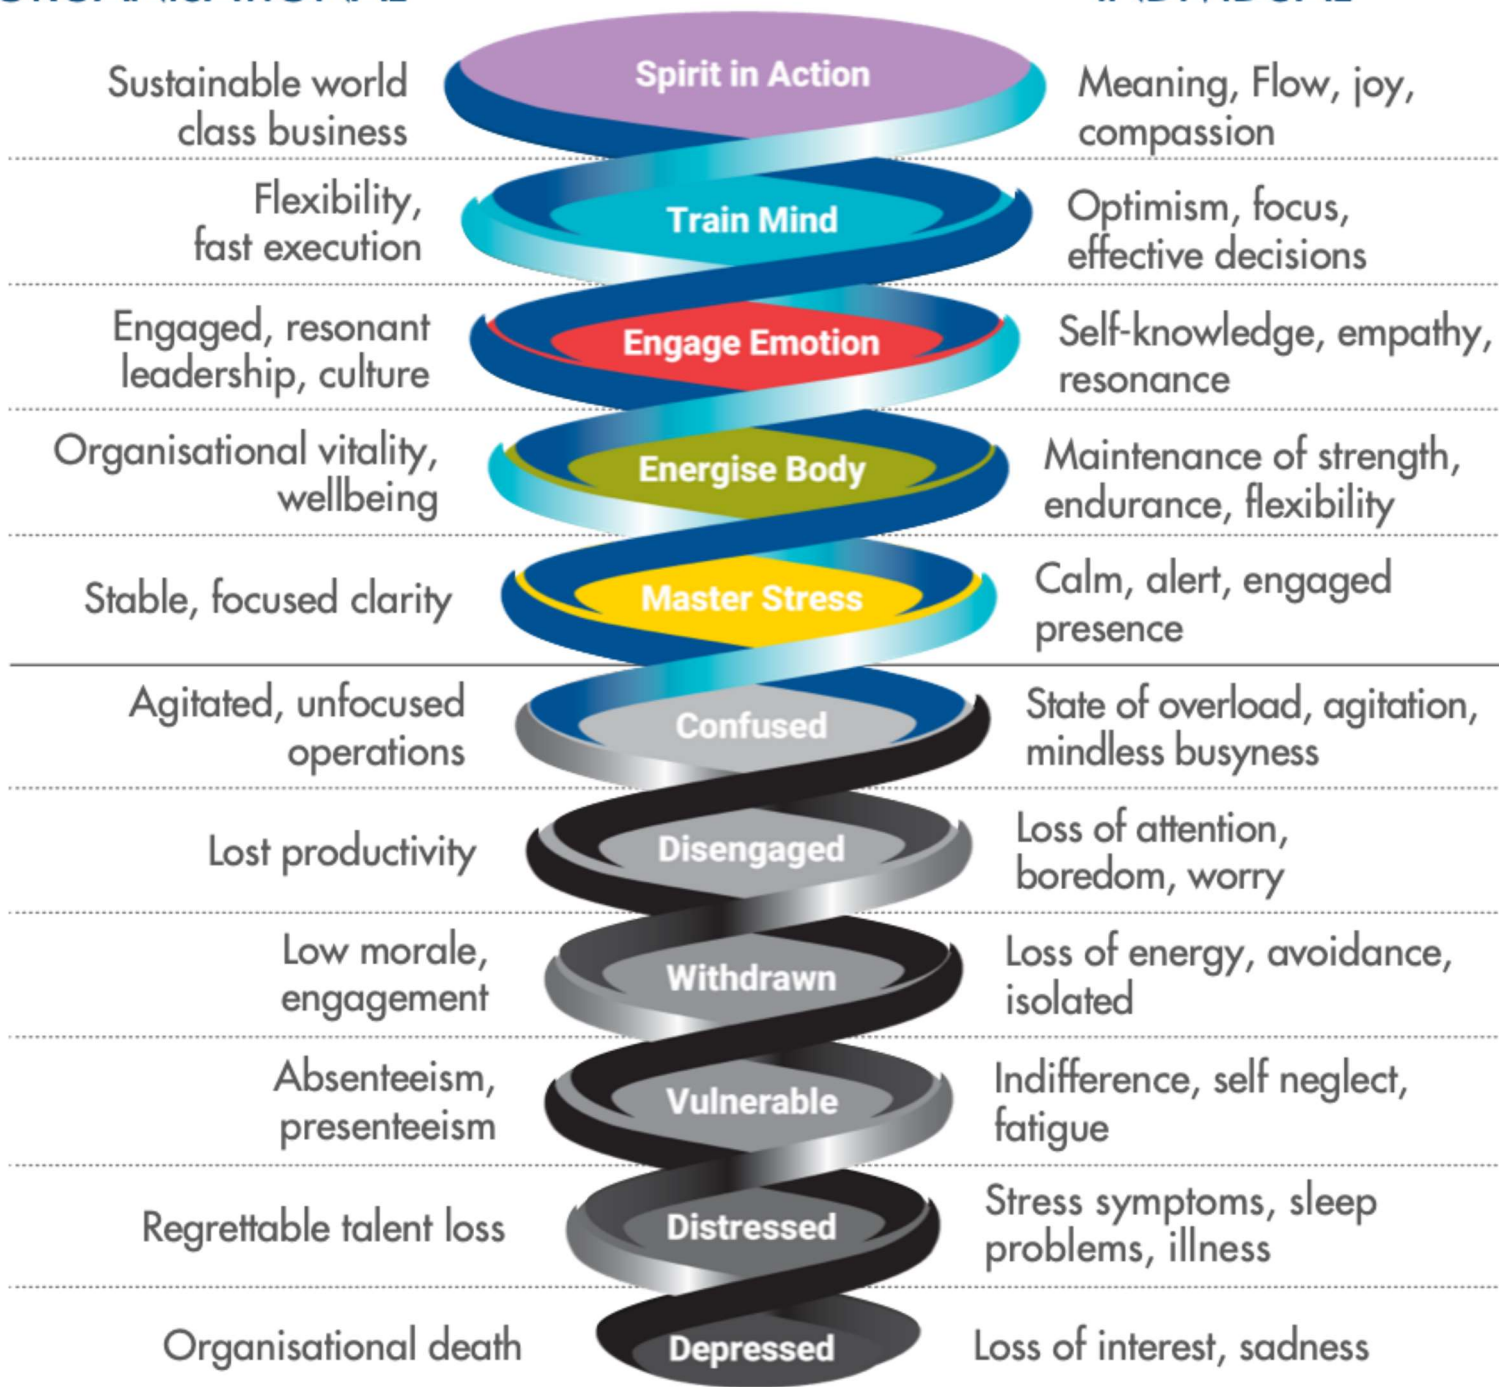 ORGANISATIONAL
INDIVIDUAL
Sustainable world
class business
Spirit in Action
Meaning, Flow, joy,
compassion
Flexibility,
fast execution
Train Mind
Optimism, focus,
effective decisions
Engaged, resonant
leadership, culture
Engage Emotion
Self-knowledge, empathy,
resonance
Organisational vitality,
wellbeing
Energise Body
Maintenance of strength,
endurance, flexibility
Stable, focused clarity
Master Stress
Calm, alert, engaged
presence
Agitated, unfocused
operations
Confused
State of overload, agitation,
mindless busyness
Lost productivity
Disengaged
Loss of attention,
boredom, worry
Low morale,
engagement
Withdrawn
Loss of energy, avoidance,
isolated
Absenteeism,
presenteeism
Vulnerable
Indifference, self neglect,
fatigue
Regrettable talent loss
Distressed
Stress symptoms, sleep
problems, illness
Organisational death
Depressed
Loss of interest, sadness